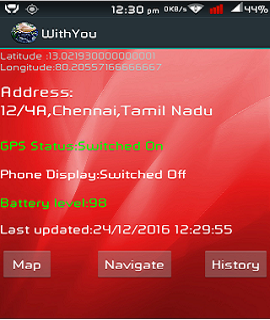 12:30 pm 0K/s 44%
WithYou
Latitude :13.021930000000001
Longitude:80.20557166666667
Address:
12/4A,Chennai,Tamil Nadu
GPS Status:Switched On
Phone Display:Switched Off
Battery level:98
Last updated:24/12/2016 12:29:55
Map Navigate History